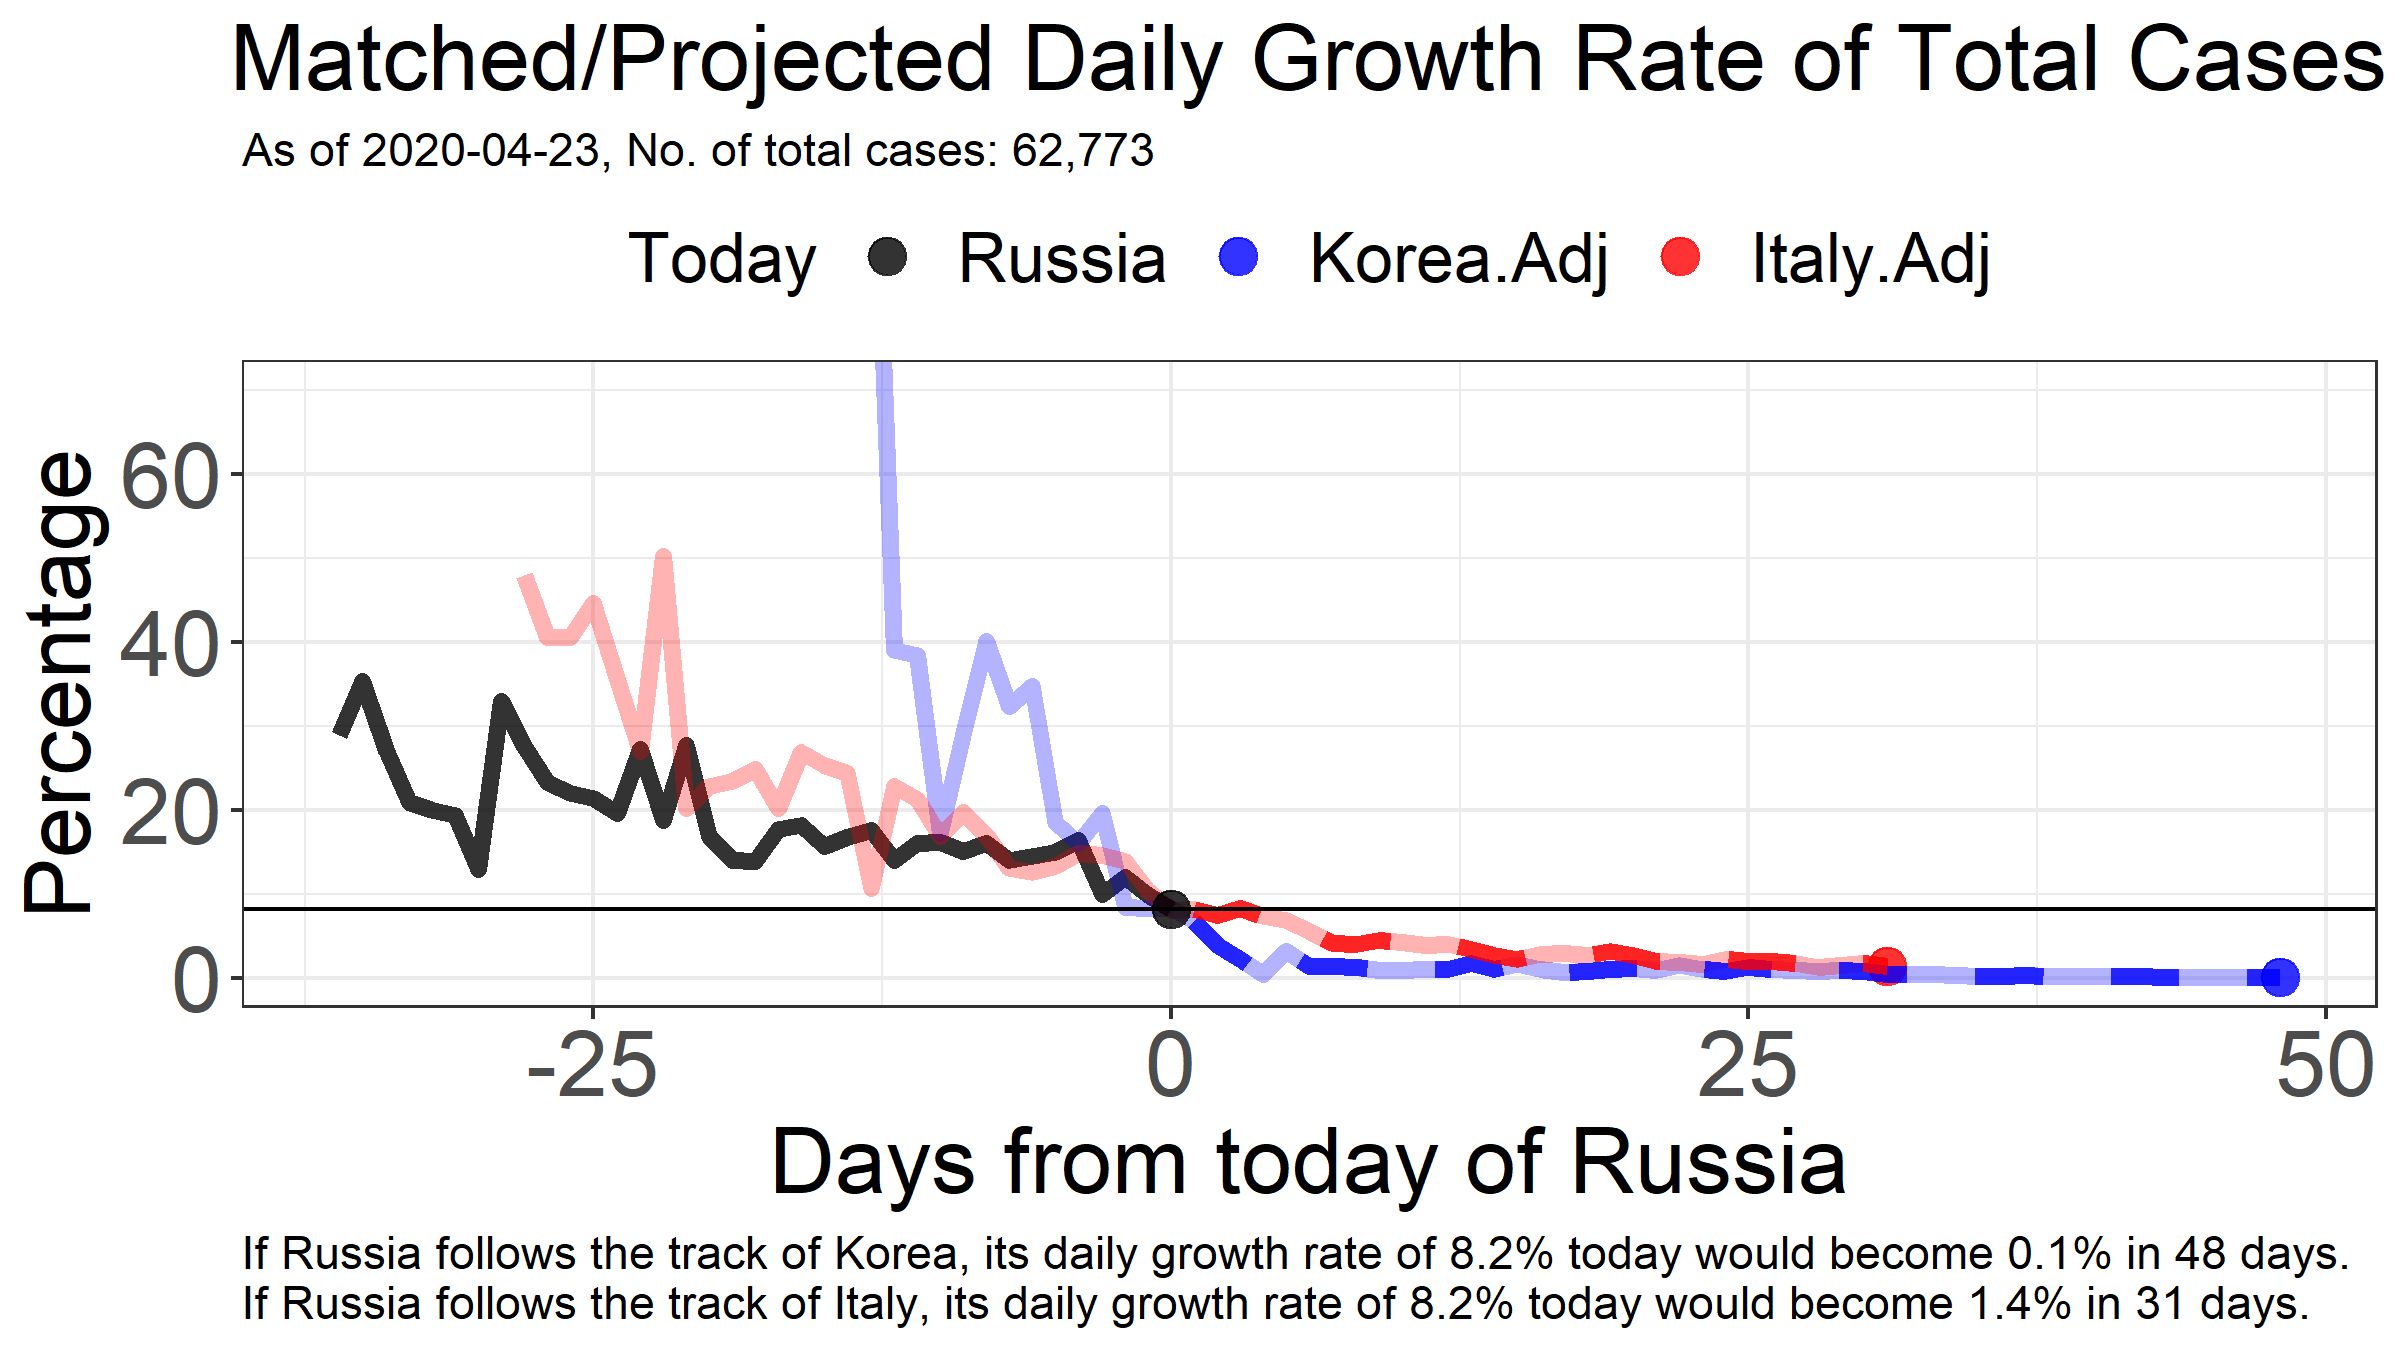 Matched/Projected Daily Growth Rate of Total Cases
As of 2020-04-23, No. of total cases: 62,773
Today Russia Korea.Adj Italy.Adj
Percentage
60
40
20
0
-25 0 25 50
Days from today of Russia
If Russia follows the track of Korea, its daily growth rate of 8.2% today would become 0.1% in 48 days.
If Russia follows the track of Italy, its daily growth rate of 8.2% today would become 1.4% in 31 days.